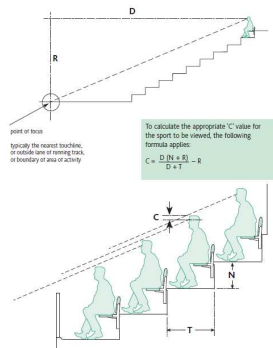 D
R
point of focus
typically the nearest touchline,
or outside lane of running track,
or boundary of area of activity
To calculate the appropriate 'C' value for
the sport to be viewed, the following
formula applies:
C = D (N + R) / D + T − R
C
N
T